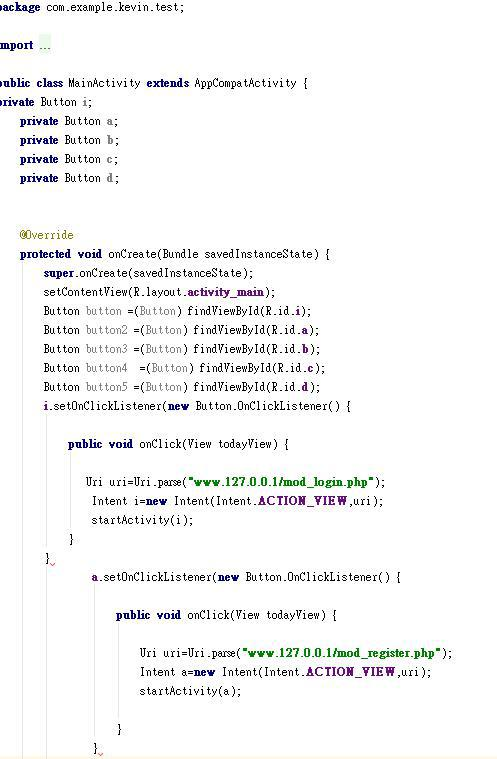 package com.example.kevin.test;
import ...
public class MainActivity extends AppCompatActivity {
private Button i;
private Button a;
private Button b;
private Button c;
private Button d;
@Override
protected void onCreate(Bundle savedInstanceState) {
super.onCreate(savedInstanceState);
setContentView(R.layout.activity_main);
Button button =(Button) findViewById(R.id.i);
Button button2 =(Button) findViewById(R.id.a);
Button button3 =(Button) findViewById(R.id.b);
Button button4  =(Button) findViewById(R.id.c);
Button button5 =(Button) findViewById(R.id.d);
i.setOnClickListener(new Button.OnClickListener() {
public void onClick(View todayView) {
Uri uri=Uri.parse("www.127.0.0.1/mod_login.php");
Intent i=new Intent(Intent.ACTION_VIEW,uri);
startActivity(i);
}
}
a.setOnClickListener(new Button.OnClickListener() {
public void onClick(View todayView) {
Uri uri=Uri.parse("www.127.0.0.1/mod_register.php");
Intent a=new Intent(Intent.ACTION_VIEW,uri);
startActivity(a);
}
}